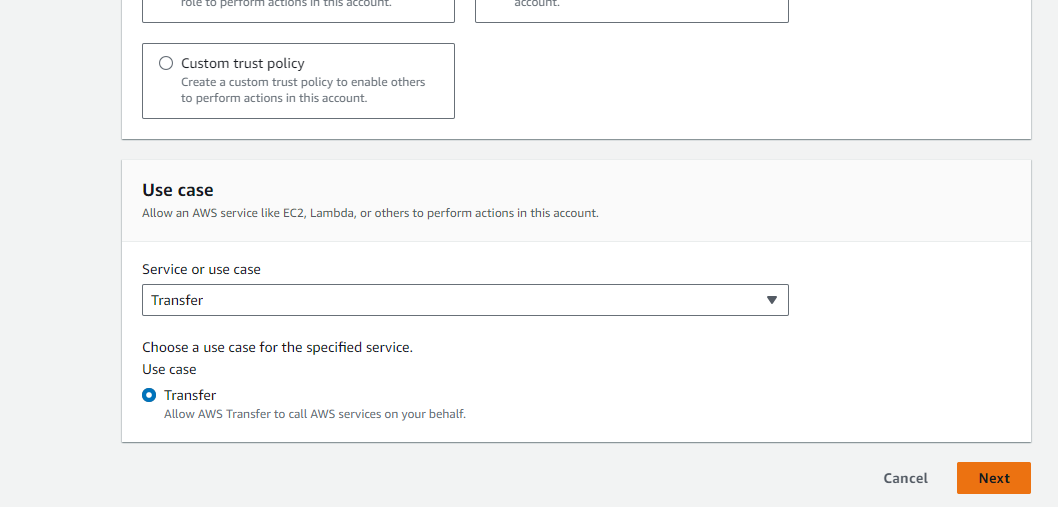 role to perform actions in this account.
account.
Custom trust policy
Create a custom trust policy to enable others
to perform actions in this account.
Use case
Allow an AWS service like EC2, Lambda, or others to perform actions in this account.
Service or use case
Transfer
Choose a use case for the specified service.
Use case
Transfer
Allow AWS Transfer to call AWS services on your behalf.
Cancel
Next